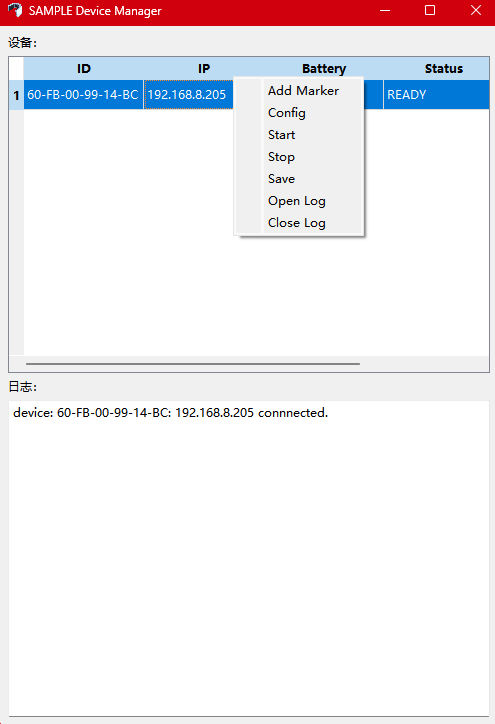 SAMPLE Device Manager
设备：
ID IP Battery Status
1 60-FB-00-99-14-BC 192.168.8.205 READY
Add Marker
Config
Start
Stop
Save
Open Log
Close Log
日志：
device: 60-FB-00-99-14-BC: 192.168.8.205 connnected.